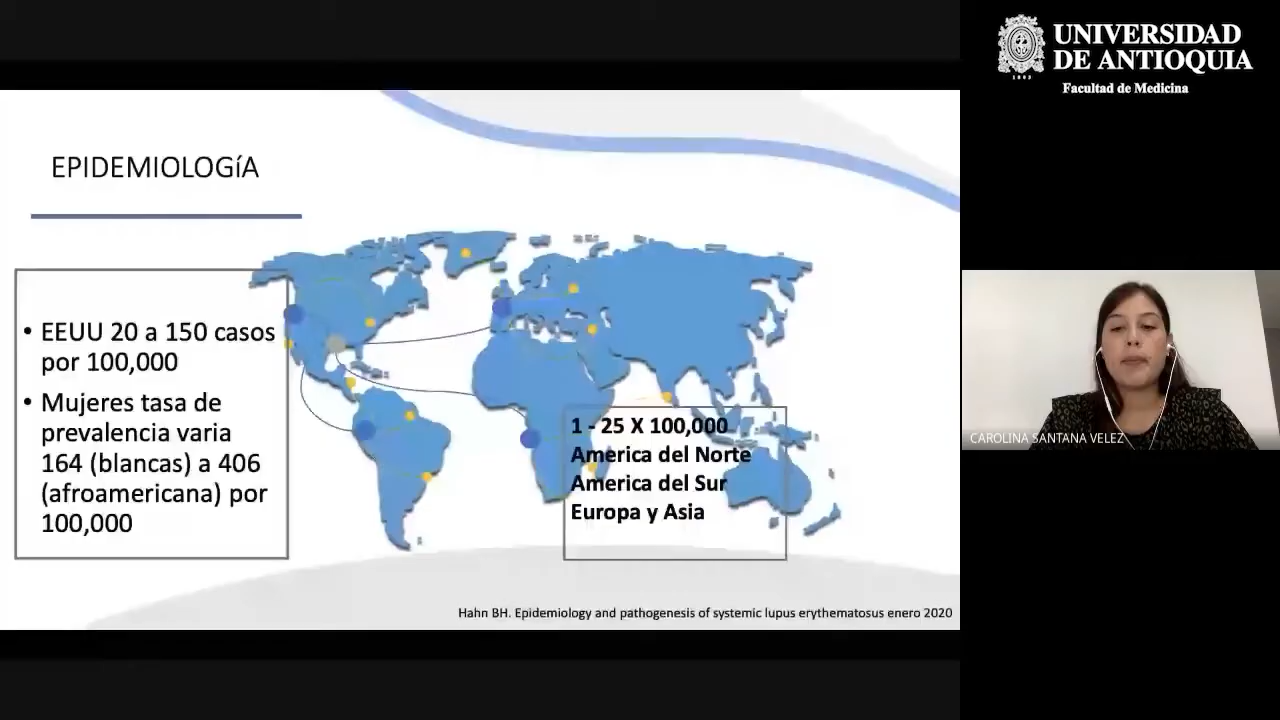 UNIVERSIDAD
DE ANTIOQUIA
1803
Facultad de Medicina
EPIDEMIOLOGíA
• EEUU 20 a 150 casos
por 100,000
• Mujeres tasa de
prevalencia varia
164 (blancas) a 406
(afroamericana) por
100,000
1 - 25 X 100,000
America del Norte
America del Sur
Europa y Asia
Hahn BH. Epidemiology and pathogenesis of systemic lupus erythematosus enero 2020
CAROLINA SANTANA VELEZ